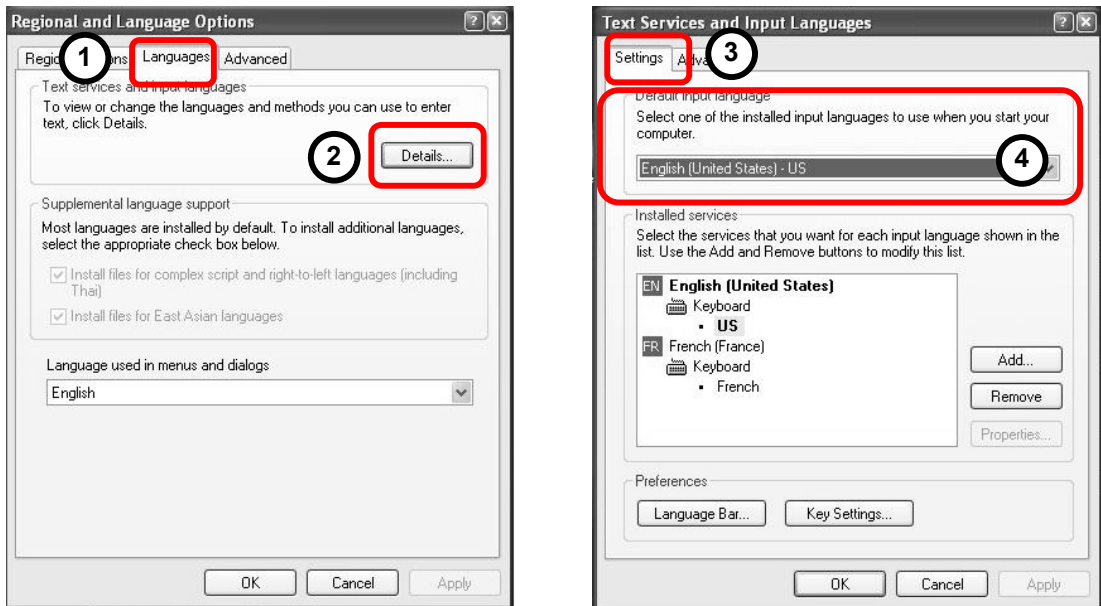 Regional and Language Options
1
Languages
Advanced
Text services and input languages
To view or change the languages and methods you can use to enter
text, click Details.
2
Details...
Supplemental language support
Most languages are installed by default. To install additional languages,
select the appropriate check box below.
Install files for complex script and right-to-left languages (including
Thai)
Install files for East Asian languages
Language used in menus and dialogs
English
OK
Cancel
Apply
Text Services and Input Languages
Settings
3
Default input language
Select one of the installed input languages to use when you start your
computer.
English (United States) - US
4
Installed services
Select the services that you want for each input language shown in the
list. Use the Add and Remove buttons to modify this list.
EN English (United States)
Keyboard
US
FR French (France)
Keyboard
French
Add...
Remove
Properties...
Preferences
Language Bar...
Key Settings...
OK
Cancel
Apply